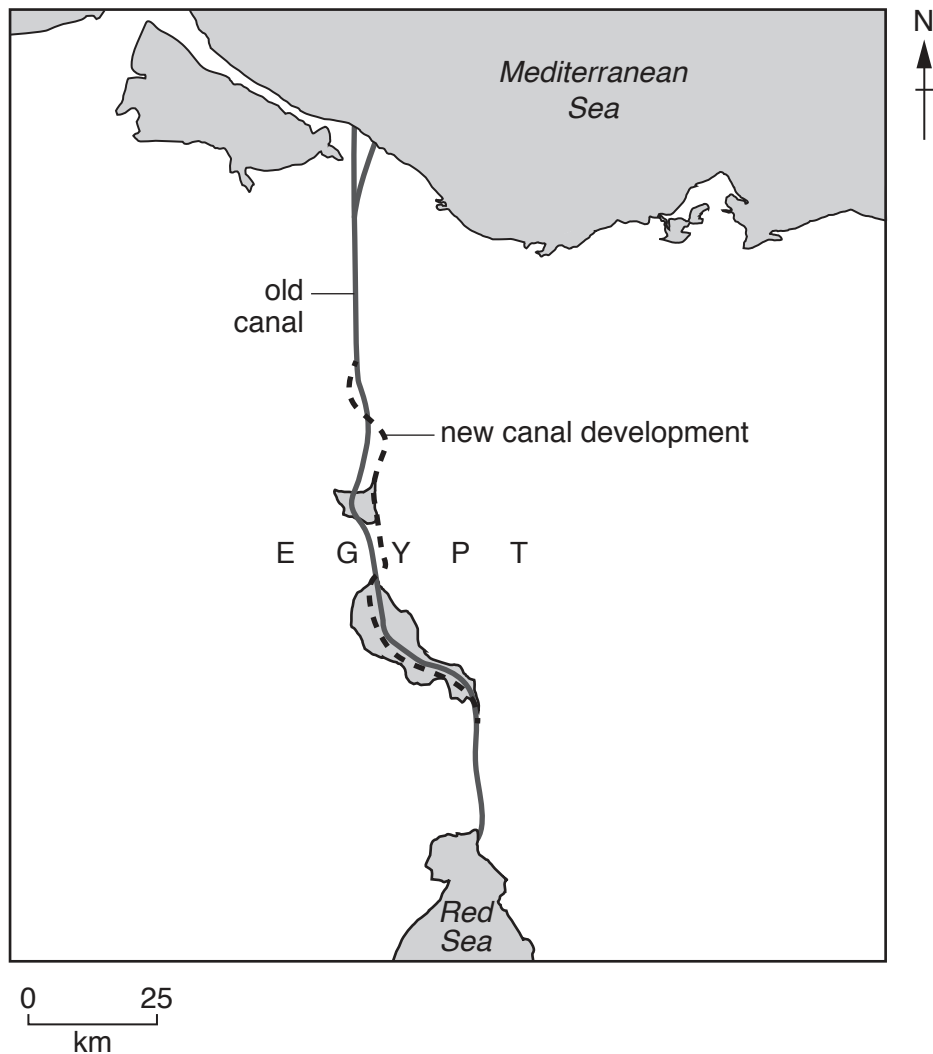 N
Mediterranean
Sea
old
canal
new canal development
E G Y P T
Red
Sea
0 25
km